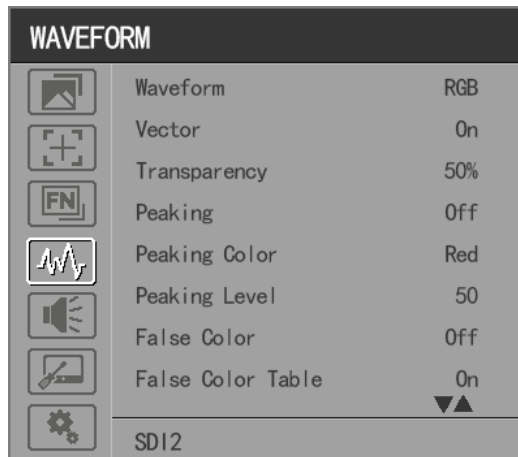 WAVEFORM
Waveform RGB
Vector On
Transparency 50%
FN
Peaking Off
Peaking Color Red
Peaking Level 50
False Color Off
False Color Table On
SDI2